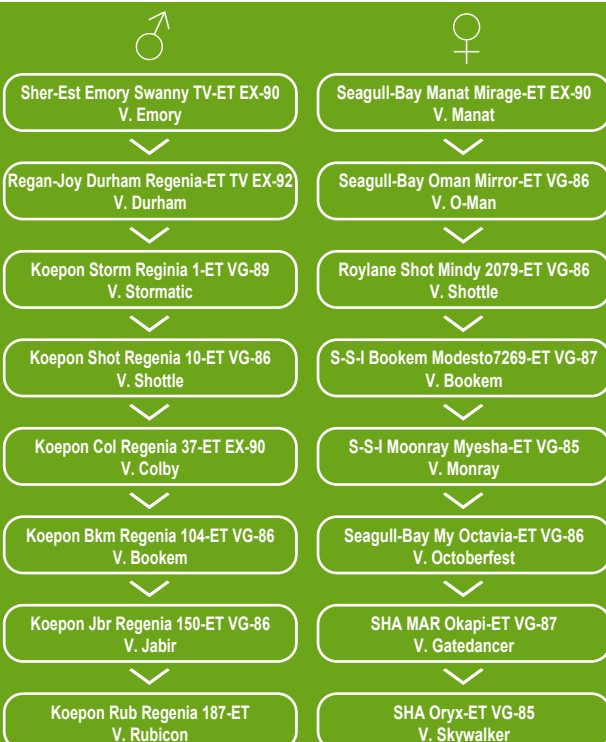 Sher-Est Emory Swanny TV-ET EX-90
V. Emory
Regan-Joy Durham Regenia-ET TV EX-92
V. Durham
Koepon Storm Reginia 1-ET VG-89
V. Stormatic
Koepon Shot Regenia 10-ET VG-86
V. Shottle
Koepon Col Regenia 37-ET EX-90
V. Colby
Koepon Bkm Regenia 104-ET VG-86
V. Bookem
Koepon Jbr Regenia 150-ET VG-86
V. Jabir
Koepon Rub Regenia 187-ET
V. Rubicon
Seagull-Bay Manat Mirage-ET EX-90
V. Manat
Seagull-Bay Oman Mirror-ET VG-86
V. O-Man
Roylane Shot Mindy 2079-ET VG-86
V. Shottle
S-S-I Bookem Modesto7269-ET VG-87
V. Bookem
S-S-I Moonray Myesha-ET VG-85
V. Monray
Seagull-Bay My Octavia-ET VG-86
V. Octoberfest
SHA MAR Okapi-ET VG-87
V. Gatedancer
SHA Oryx-ET VG-85
V. Skywalker